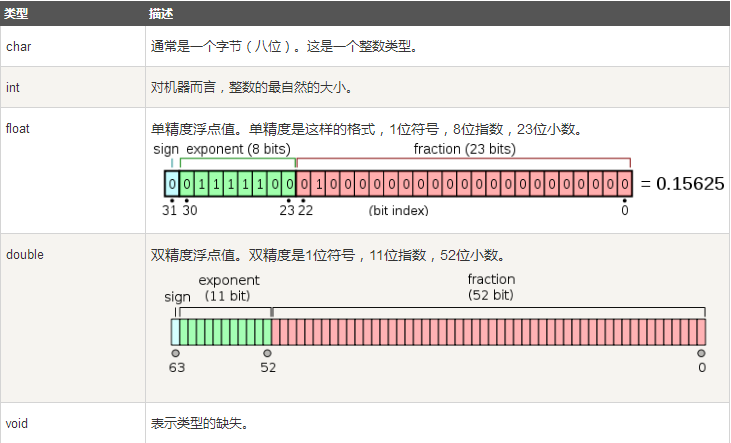 类型 描述
char 通常是一个字节(八位)。这是一个整数类型。
int 对机器而言,整数的最自然的大小。
float 单精度浮点值。单精度是这样的格式,1位符号,8位指数,23位小数。
sign exponent (8 bits) fraction (23 bits)
0 0 1 1 1 1 1 0 0 0 1 0 0 0 0 0 0 0 0 0 0 0 0 0 0 0 0 0 0 0 0 0 = 0.15625
31 30 23 22 (bit index) 0
double 双精度浮点值。双精度是1位符号,11位指数,52位小数。
sign exponent (11 bit) fraction (52 bit)
63 52 0
void 表示类型的缺失。